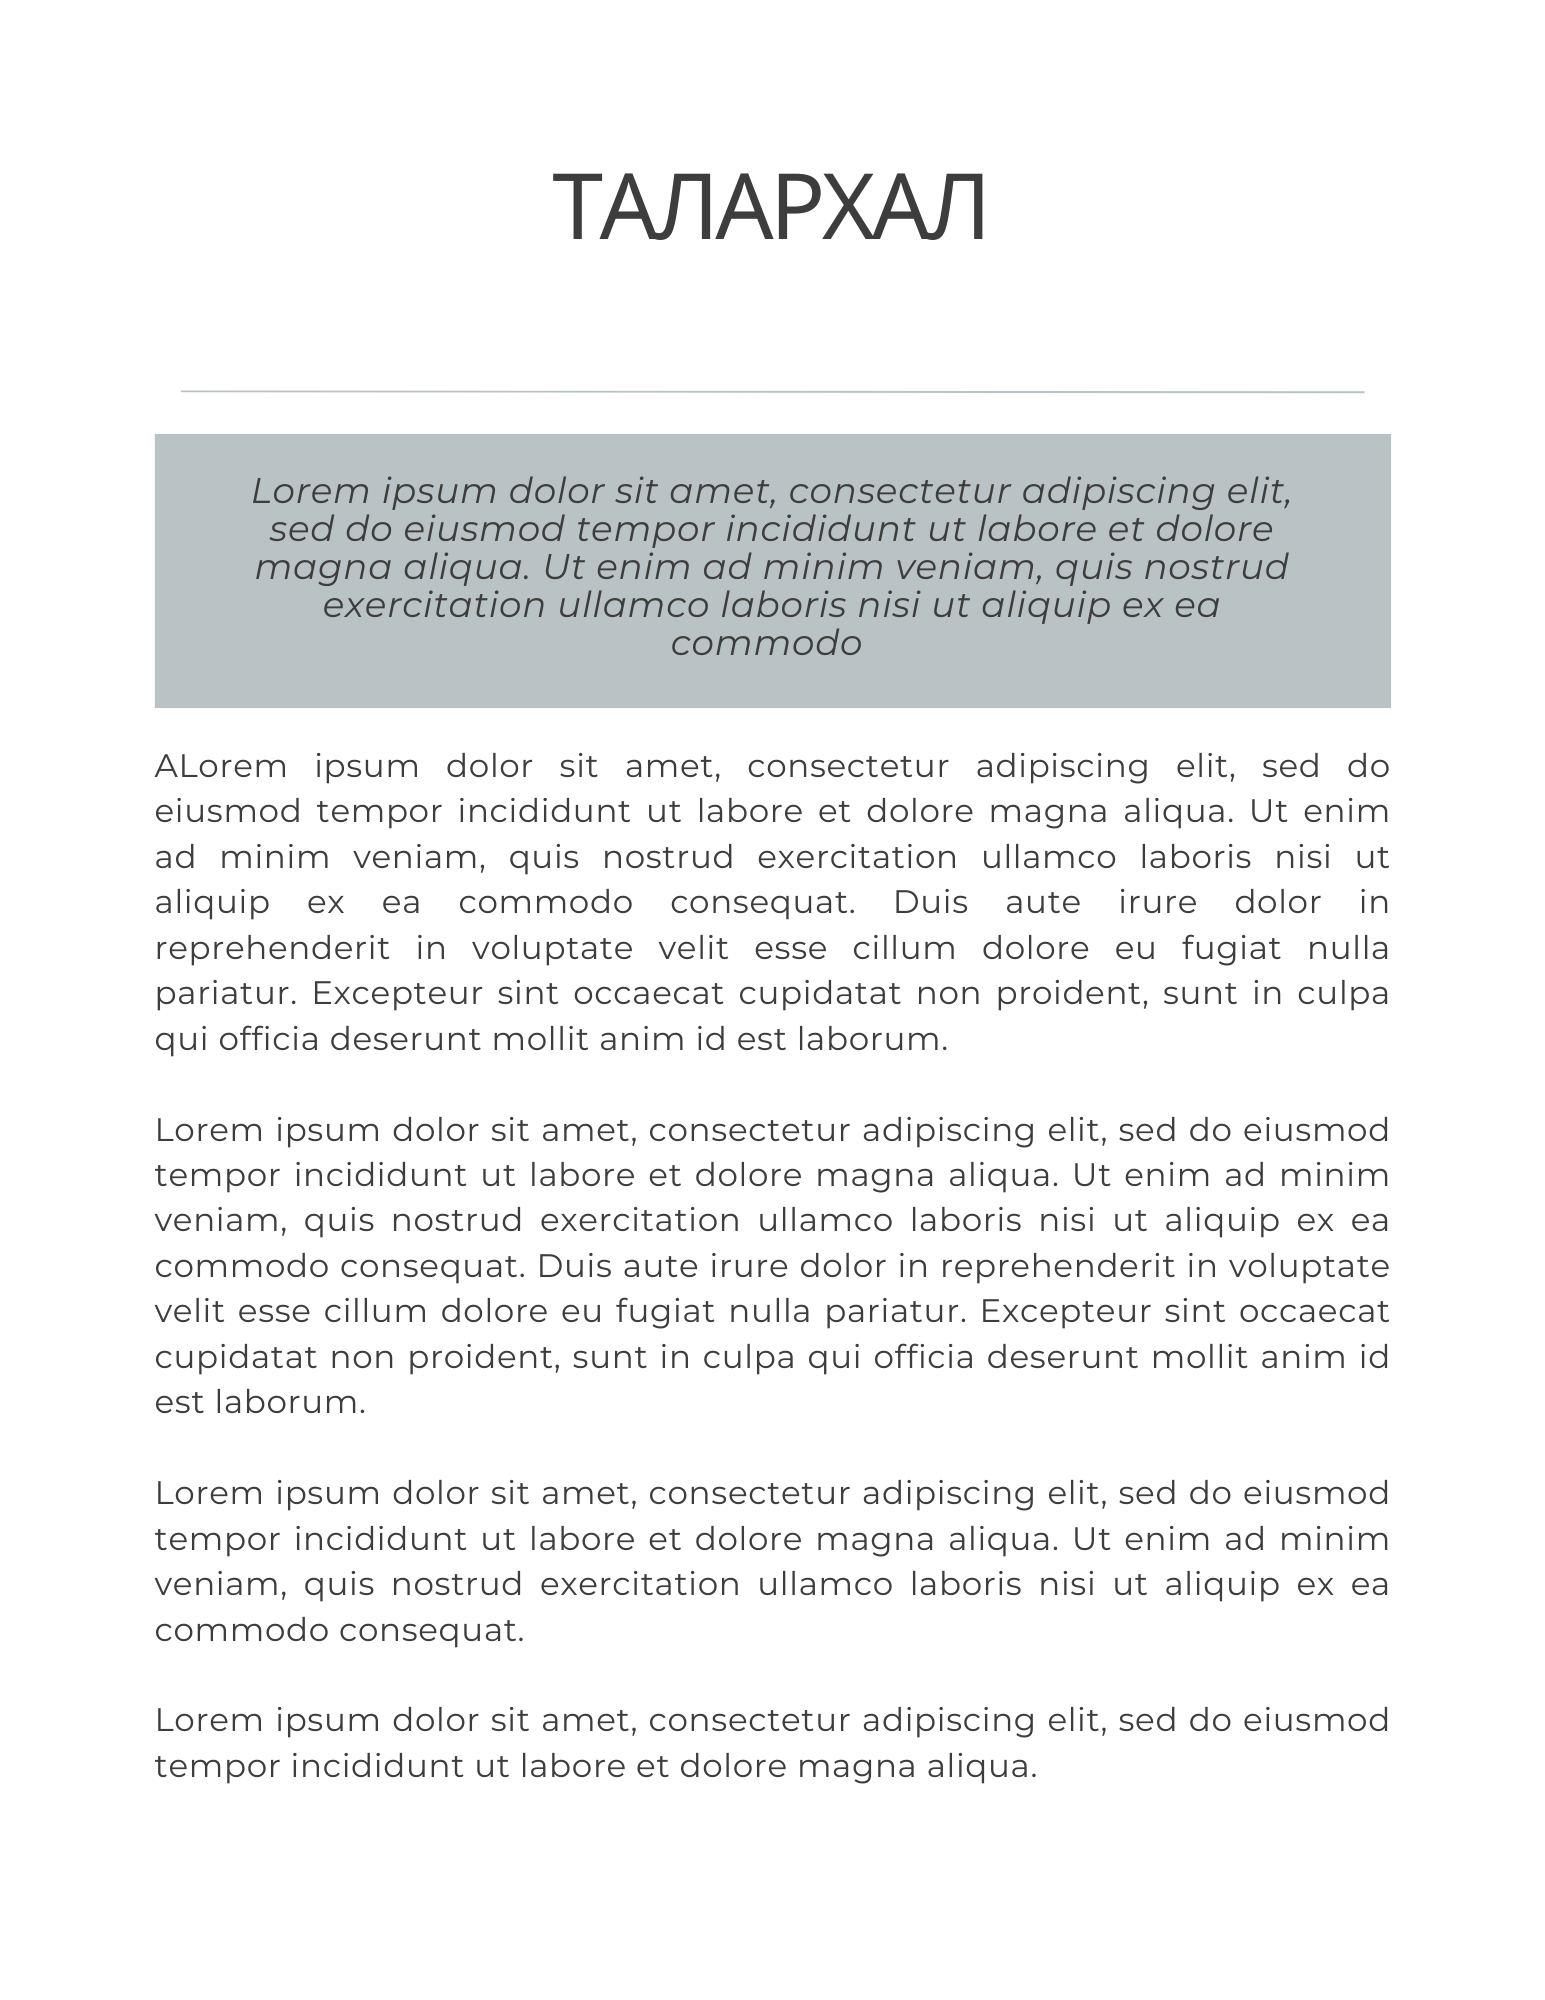 ТАЛАРХАЛ
Lorem ipsum dolor sit amet, consectetur adipiscing elit,
sed do eiusmod tempor incididunt ut labore et dolore
magna aliqua. Ut enim ad minim veniam, quis nostrud
exercitation ullamco laboris nisi ut aliquip ex ea
commodo
ALorem ipsum dolor sit amet, consectetur adipiscing elit, sed do
eiusmod tempor incididunt ut labore et dolore magna aliqua. Ut enim
ad minim veniam, quis nostrud exercitation ullamco laboris nisi ut
aliquip ex ea commodo consequat. Duis aute irure dolor in
reprehenderit in voluptate velit esse cillum dolore eu fugiat nulla
pariatur. Excepteur sint occaecat cupidatat non proident, sunt in culpa
qui officia deserunt mollit anim id est laborum.
Lorem ipsum dolor sit amet, consectetur adipiscing elit, sed do eiusmod
tempor incididunt ut labore et dolore magna aliqua. Ut enim ad minim
veniam, quis nostrud exercitation ullamco laboris nisi ut aliquip ex ea
commodo consequat. Duis aute irure dolor in reprehenderit in voluptate
velit esse cillum dolore eu fugiat nulla pariatur. Excepteur sint occaecat
cupidatat non proident, sunt in culpa qui officia deserunt mollit anim id
est laborum.
Lorem ipsum dolor sit amet, consectetur adipiscing elit, sed do eiusmod
tempor incididunt ut labore et dolore magna aliqua. Ut enim ad minim
veniam, quis nostrud exercitation ullamco laboris nisi ut aliquip ex ea
commodo consequat.
Lorem ipsum dolor sit amet, consectetur adipiscing elit, sed do eiusmod
tempor incididunt ut labore et dolore magna aliqua.